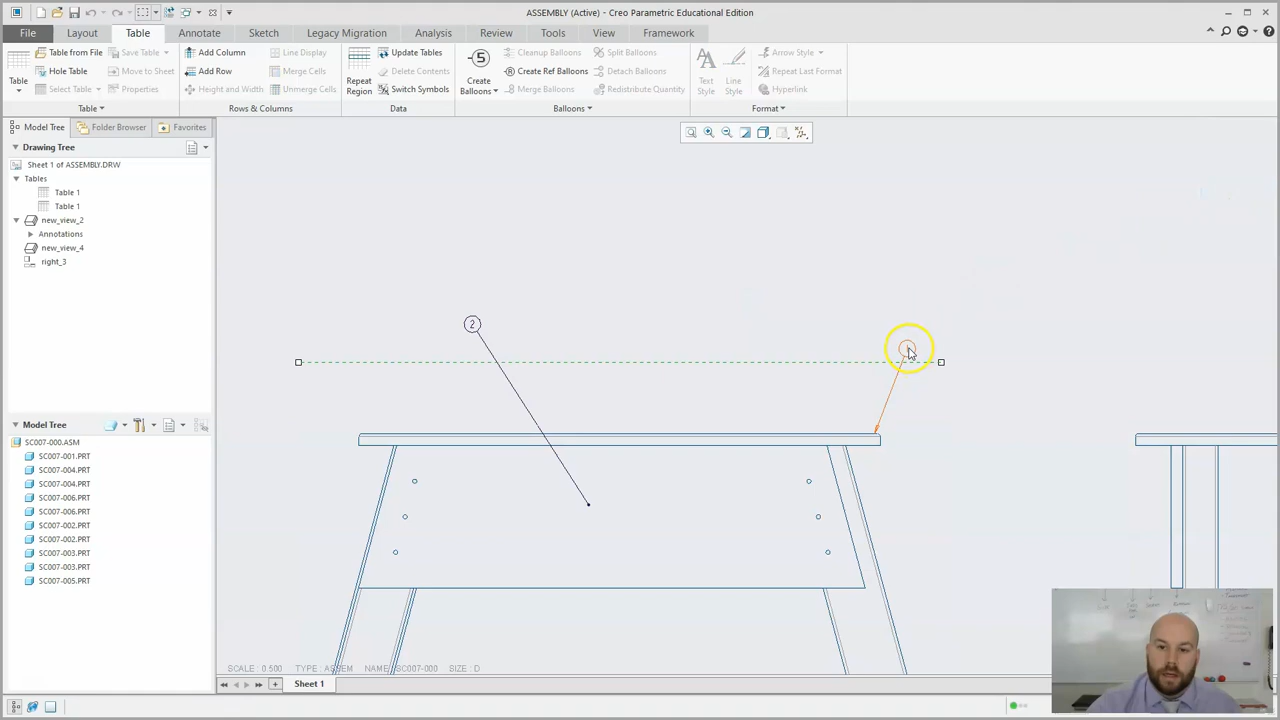 ASSEMBLY (Active) - Creo Parametric Educational Edition
File Layout Table Annotate Sketch Legacy Migration Analysis Review Tools View Framework
Table
Table from File
Hole Table
Select Table
Save Table
Move to Sheet
Properties
Table
Add Column
Add Row
Height and Width
Line Display
Merge Cells
Unmerge Cells
Rows & Columns
Repeat Region
Update Tables
Delete Contents
Switch Symbols
Data
5
Create Balloons
Cleanup Balloons
Create Ref Balloons
Merge Balloons
Split Balloons
Detach Balloons
Redistribute Quantity
Balloons
Text Style
Line Style
Arrow Style
Repeat Last Format
Hyperlink
Format
Model Tree Folder Browser Favorites
Drawing Tree
Sheet 1 of ASSEMBLY.DRW
Tables
Table 1
Table 1
new_view_2
Annotations
new_view_4
right_3
Model Tree
SC007-000.ASM
SC007-001.PRT
SC007-004.PRT
SC007-004.PRT
SC007-006.PRT
SC007-006.PRT
SC007-002.PRT
SC007-002.PRT
SC007-003.PRT
SC007-003.PRT
SC007-005.PRT
2
SCALE : 0.500 TYPE : ASSEM NAME : SC007-000 SIZE : D
Sheet 1